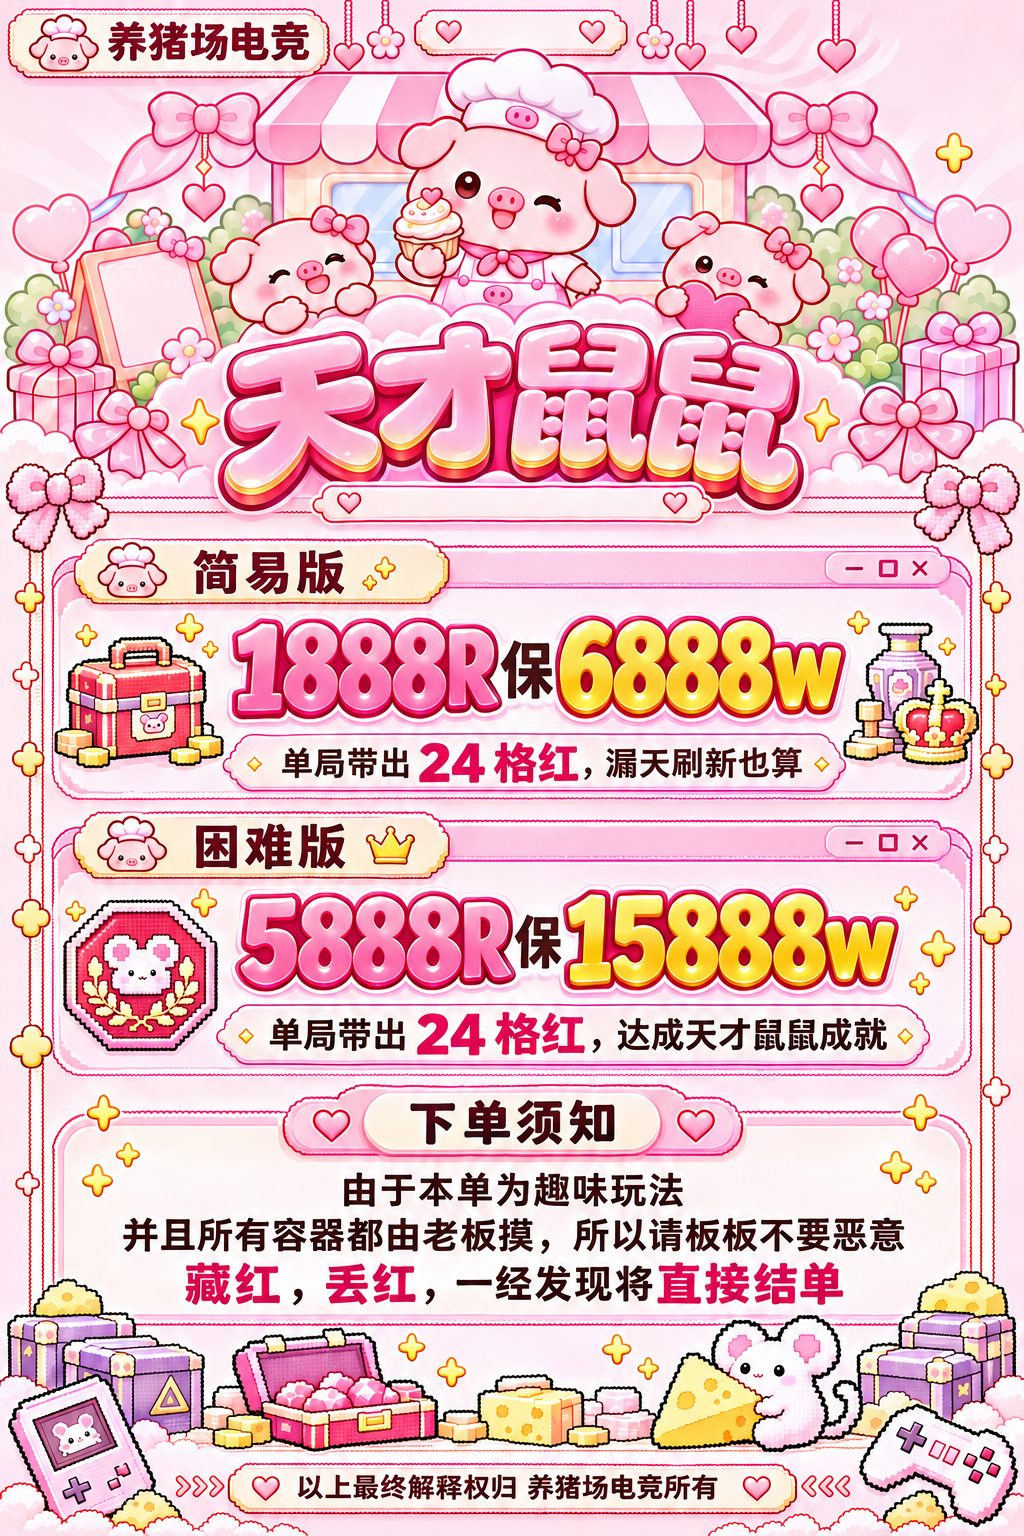 养猪场电竞
天才鼠鼠
简易版
1888R保6888w
单局带出 24 格红，漏天刷新也算
困难版
5888R保15888w
单局带出 24 格红，达成天才鼠鼠成就
下单须知
由于本单为趣味玩法
并且所有容器都由老板摸，所以请板板不要恶意
藏红，丢红，一经发现将直接结单
以上最终解释权归 养猪场电竞所有